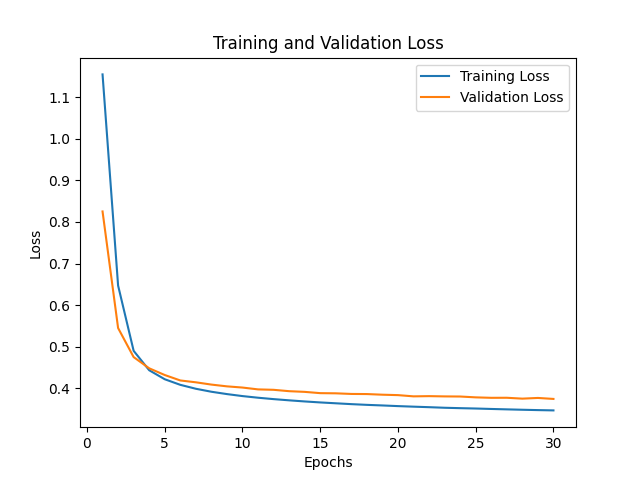 Training and Validation Loss
Training Loss
Validation Loss
Loss
1.1
1.0
0.9
0.8
0.7
0.6
0.5
0.4
0 5 10 15 20 25 30
Epochs